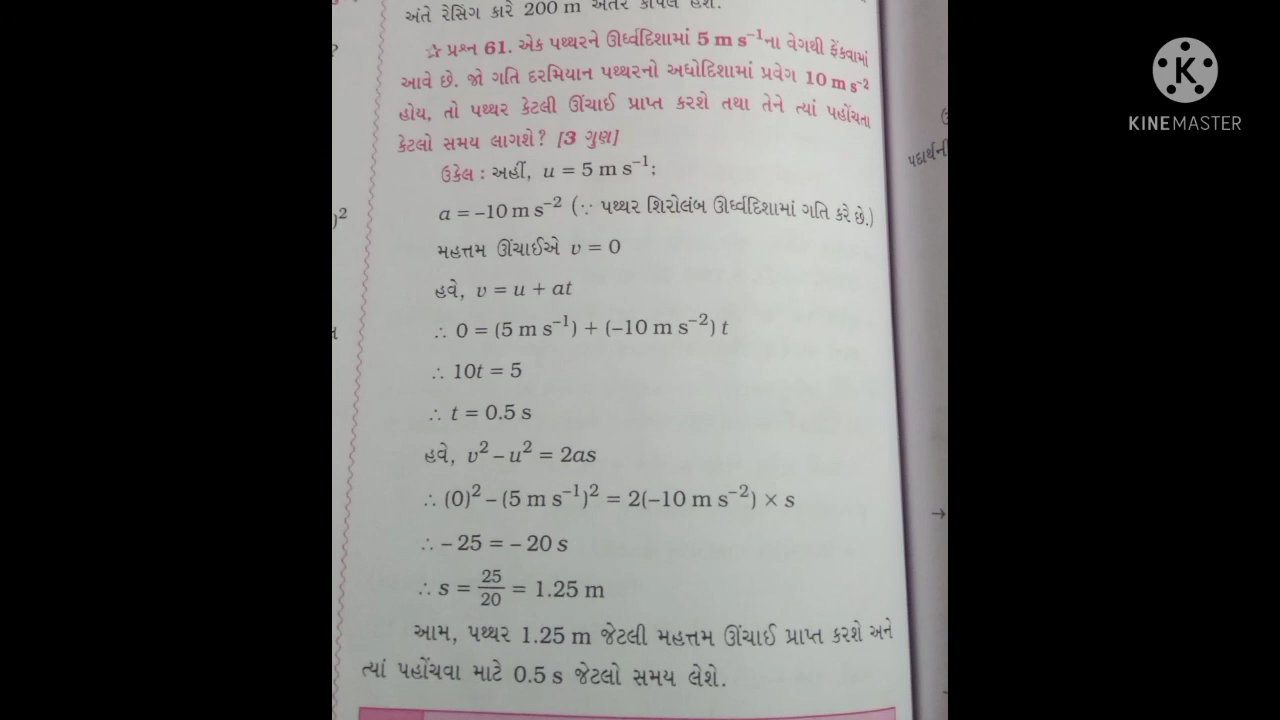 અંતે રેસિંગ કારે 200 m અંતર કાપેલ હશે.
☆ પ્રશ્ન 61. એક પથ્થરને ઊર્ધ્વદિશામાં 5 m s⁻¹ના વેગથી ફેંકવામાં
આવે છે. જો ગતિ દરમિયાન પથ્થરનો અધોદિશામાં પ્રવેગ 10 m s⁻²
હોય, તો પથ્થર કેટલી ઊંચાઈ પ્રાપ્ત કરશે તથા તેને ત્યાં પહોંચતા
કેટલો સમય લાગશે? [3 ગુણ]
ઉકેલ : અહીં, u = 5 m s⁻¹;
a = –10 m s⁻² (∵ પથ્થર શિરોલંબ ઊર્ધ્વદિશામાં ગતિ કરે છે.)
મહત્તમ ઊંચાઈએ v = 0
હવે, v = u + at
∴ 0 = (5 m s⁻¹) + (–10 m s⁻²) t
∴ 10t = 5
∴ t = 0.5 s
હવે, v² – u² = 2as
∴ (0)² – (5 m s⁻¹)² = 2(–10 m s⁻²) × s
∴ – 25 = – 20 s
∴ s = 25/20 = 1.25 m
આમ, પથ્થર 1.25 m જેટલી મહત્તમ ઊંચાઈ પ્રાપ્ત કરશે અને
ત્યાં પહોંચવા માટે 0.5 s જેટલો સમય લેશે.
)²
પદાર્થની
→
K
KINEMASTER